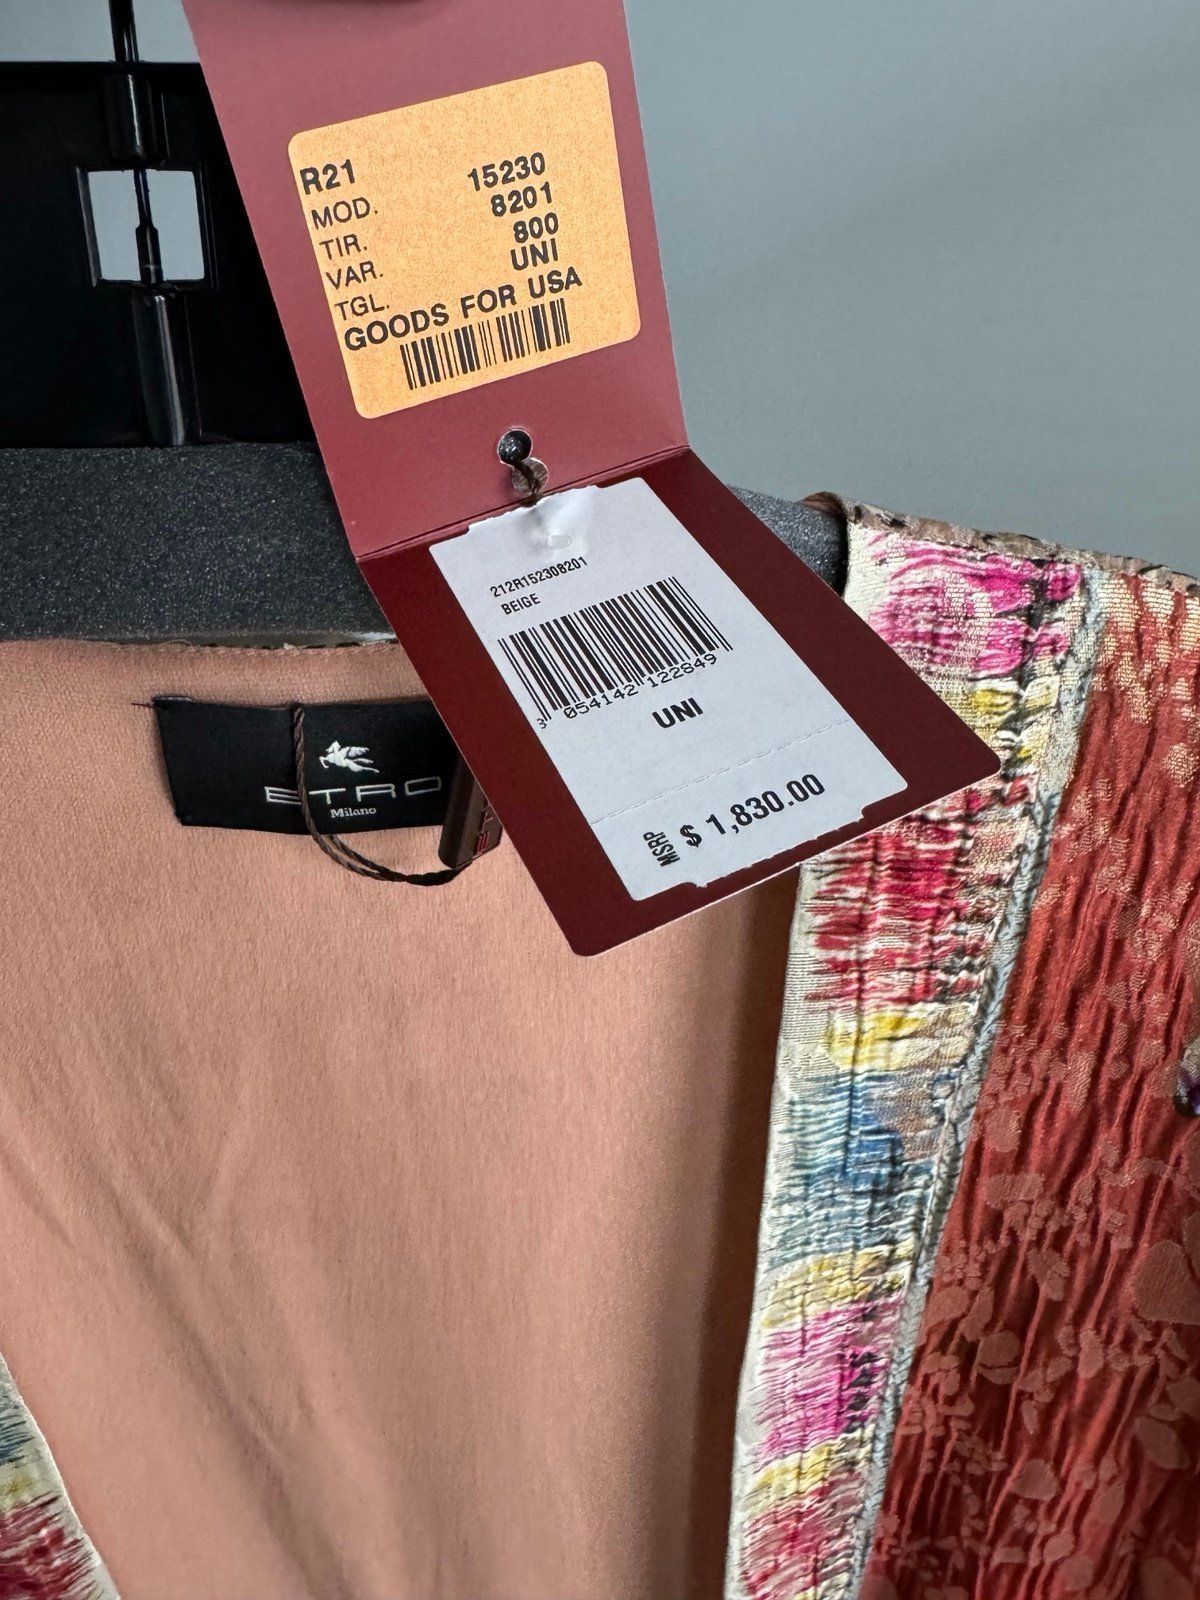 R21 15230
MOD. 8201
TIR. 800
VAR. UNI
TGL.
GOODS FOR USA
212R152308201
BEIGE
3 054142 122849
UNI
MSRP $ 1,830.00
ETRO
Milano